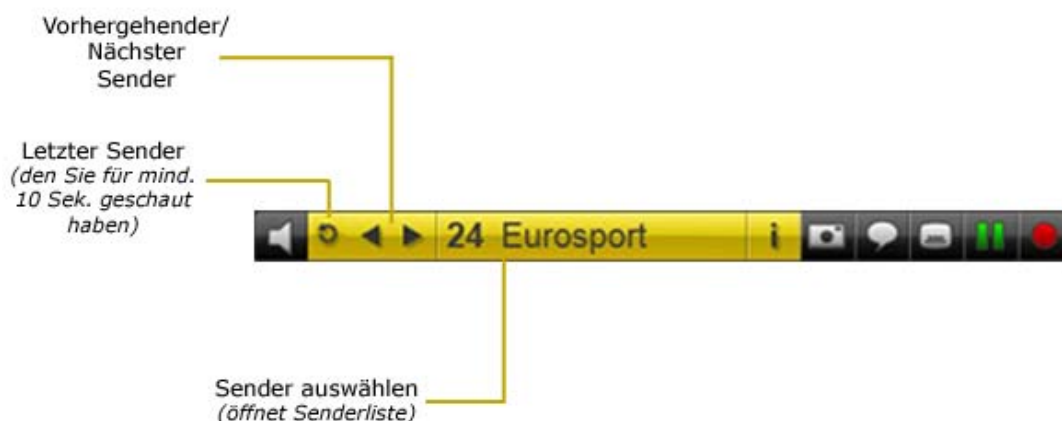 Vorhergehender/
Nächster
Sender
Letzter Sender
(den Sie für mind.
10 Sek. geschaut
haben)
24 Eurosport i
Sender auswählen
(öffnet Senderliste)